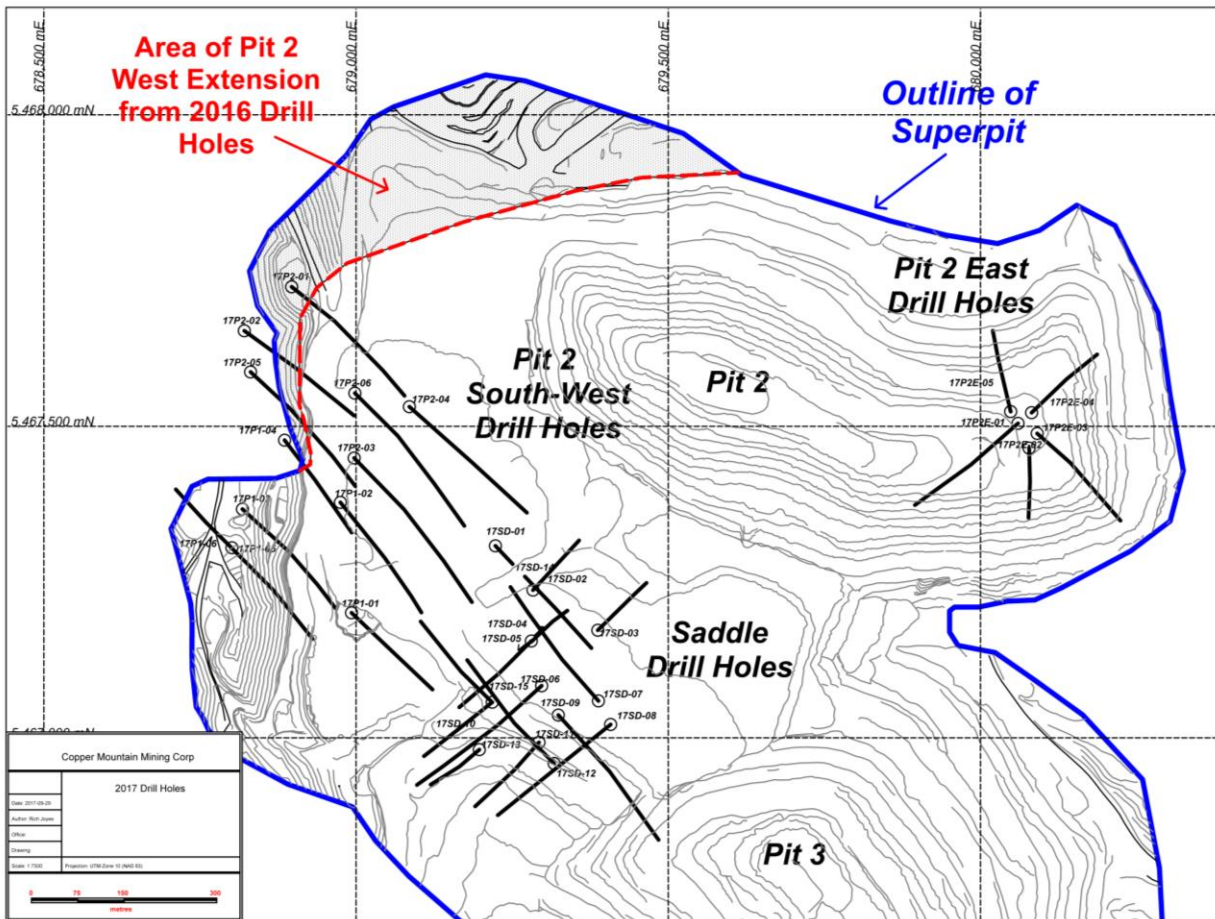 678,500 mE
679,000 mE
679,500 mE
680,000 mE
5,468,000 mN
Area of Pit 2
West Extension
from 2016 Drill
Holes
Outline of
Superpit
Pit 2 East
Drill Holes
17P2-01
17P2-02
17P2-05
17P2-06
17P2-04
Pit 2
South-West
Drill Holes
Pit 2
17P2E-05
17P2E-04
17P2E-01
17P2E-03
17P2E-02
5,467,500 mN
17P1-04
17P2-03
17P1-02
17P1-06
17P1-01
17SD-01
17SD-14
17SD-02
17SD-03
17SD-04
17SD-05
Saddle
Drill Holes
17SD-15
17SD-06
17SD-07
17SD-09
17SD-08
17SD-10
17SD-13
17SD-12
Pit 3
Copper Mountain Mining Corp
2017 Drill Holes
Date: 2017-09-29
Author: Rich Joyes
Office:
Drawing:
Scale: 1:7500
Projection: UTM Zone 10 (NAD 83)
0 75 150 300
metres